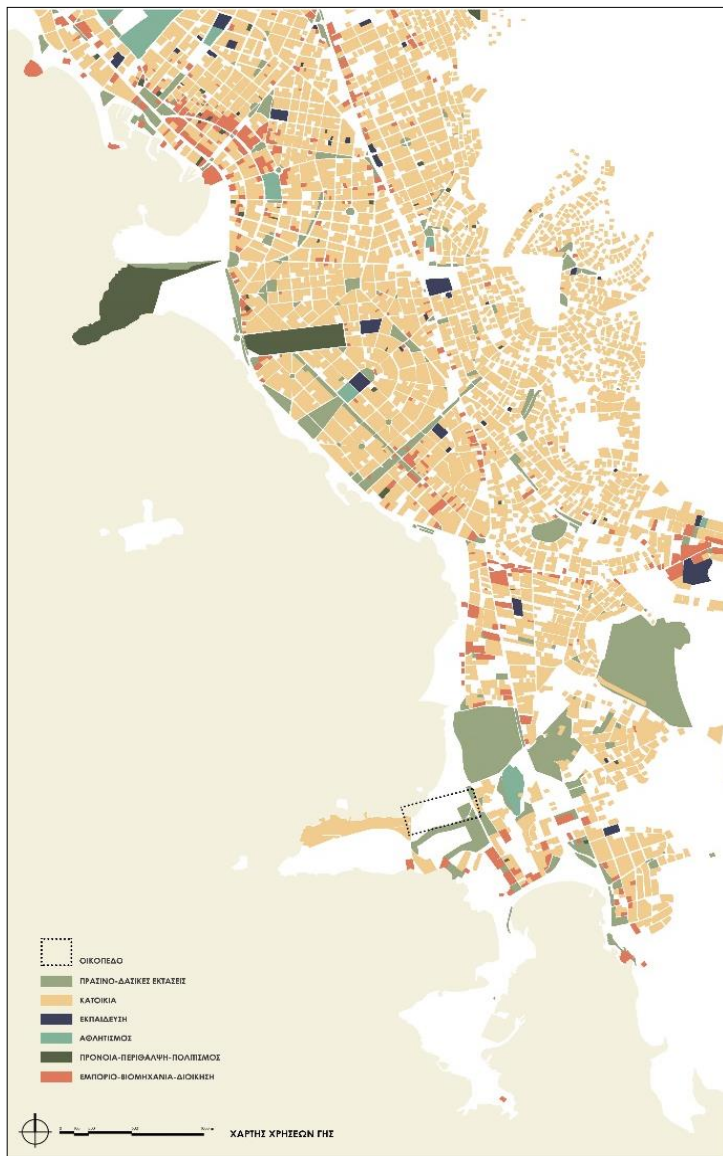 ΟΙΚΟΠΕΔΟ
ΠΡΑΣΙΝΟ-ΔΑΣΙΚΕΣ ΕΚΤΑΣΕΙΣ
ΚΑΤΟΙΚΙΑ
ΕΚΠΑΙΔΕΥΣΗ
ΑΘΛΗΤΙΣΜΟΣ
ΠΡΟΝΟΙΑ-ΠΕΡΙΘΑΛΨΗ-ΠΟΛΙΤΙΣΜΟΣ
ΕΜΠΟΡΙΟ-ΒΙΟΜΗΧΑΝΙΑ-ΔΙΟΙΚΗΣΗ
ΧΑΡΤΗΣ ΧΡΗΣΕΩΝ ΓΗΣ